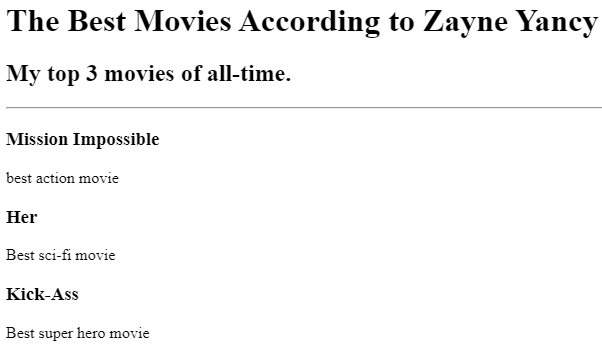 The Best Movies According to Zayne Yancy
My top 3 movies of all-time.
Mission Impossible
best action movie
Her
Best sci-fi movie
Kick-Ass
Best super hero movie